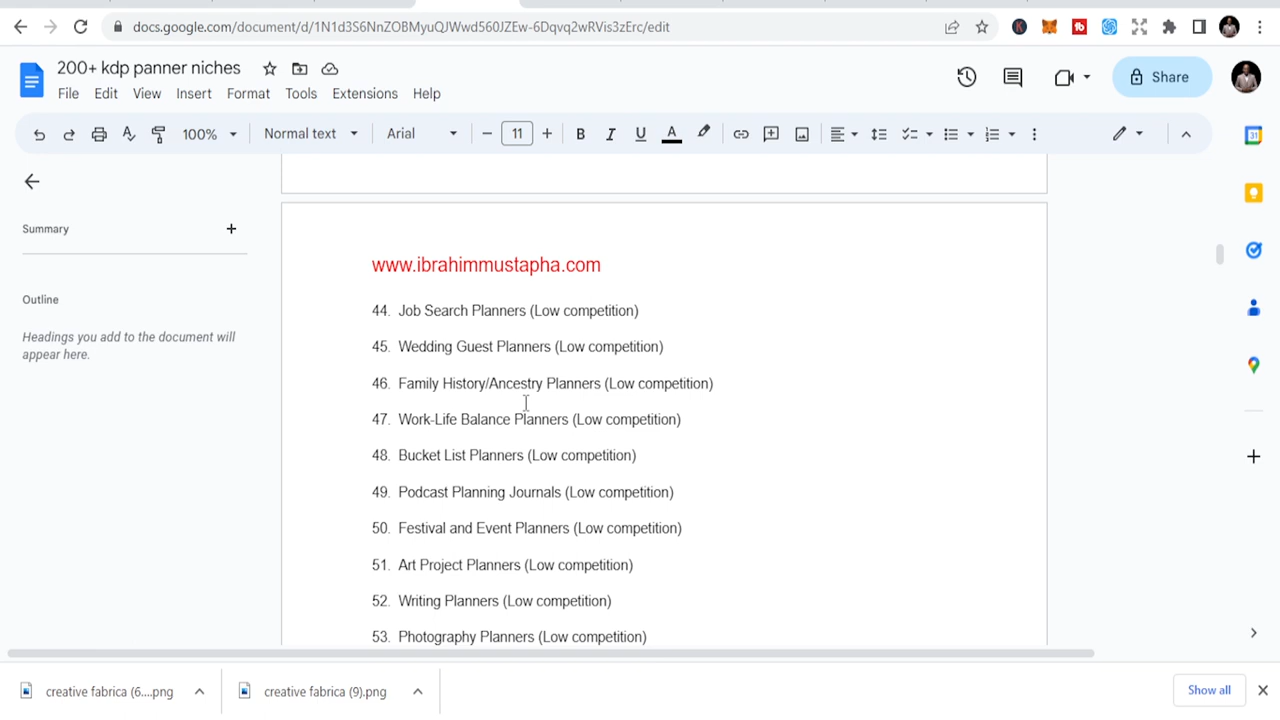 docs.google.com/document/d/1N1d3S6NnZOBMyuQJWwd560JZEw-6Dqvq2wRVis3zErc/edit
200+ kdp panner niches
File Edit View Insert Format Tools Extensions Help
Share
100% Normal text Arial 11 B I U A
Summary
Outline
Headings you add to the document will
appear here.
www.ibrahimmustapha.com
44. Job Search Planners (Low competition)
45. Wedding Guest Planners (Low competition)
46. Family History/Ancestry Planners (Low competition)
47. Work-Life Balance Planners (Low competition)
48. Bucket List Planners (Low competition)
49. Podcast Planning Journals (Low competition)
50. Festival and Event Planners (Low competition)
51. Art Project Planners (Low competition)
52. Writing Planners (Low competition)
53. Photography Planners (Low competition)
creative fabrica (6....png
creative fabrica (9).png
Show all